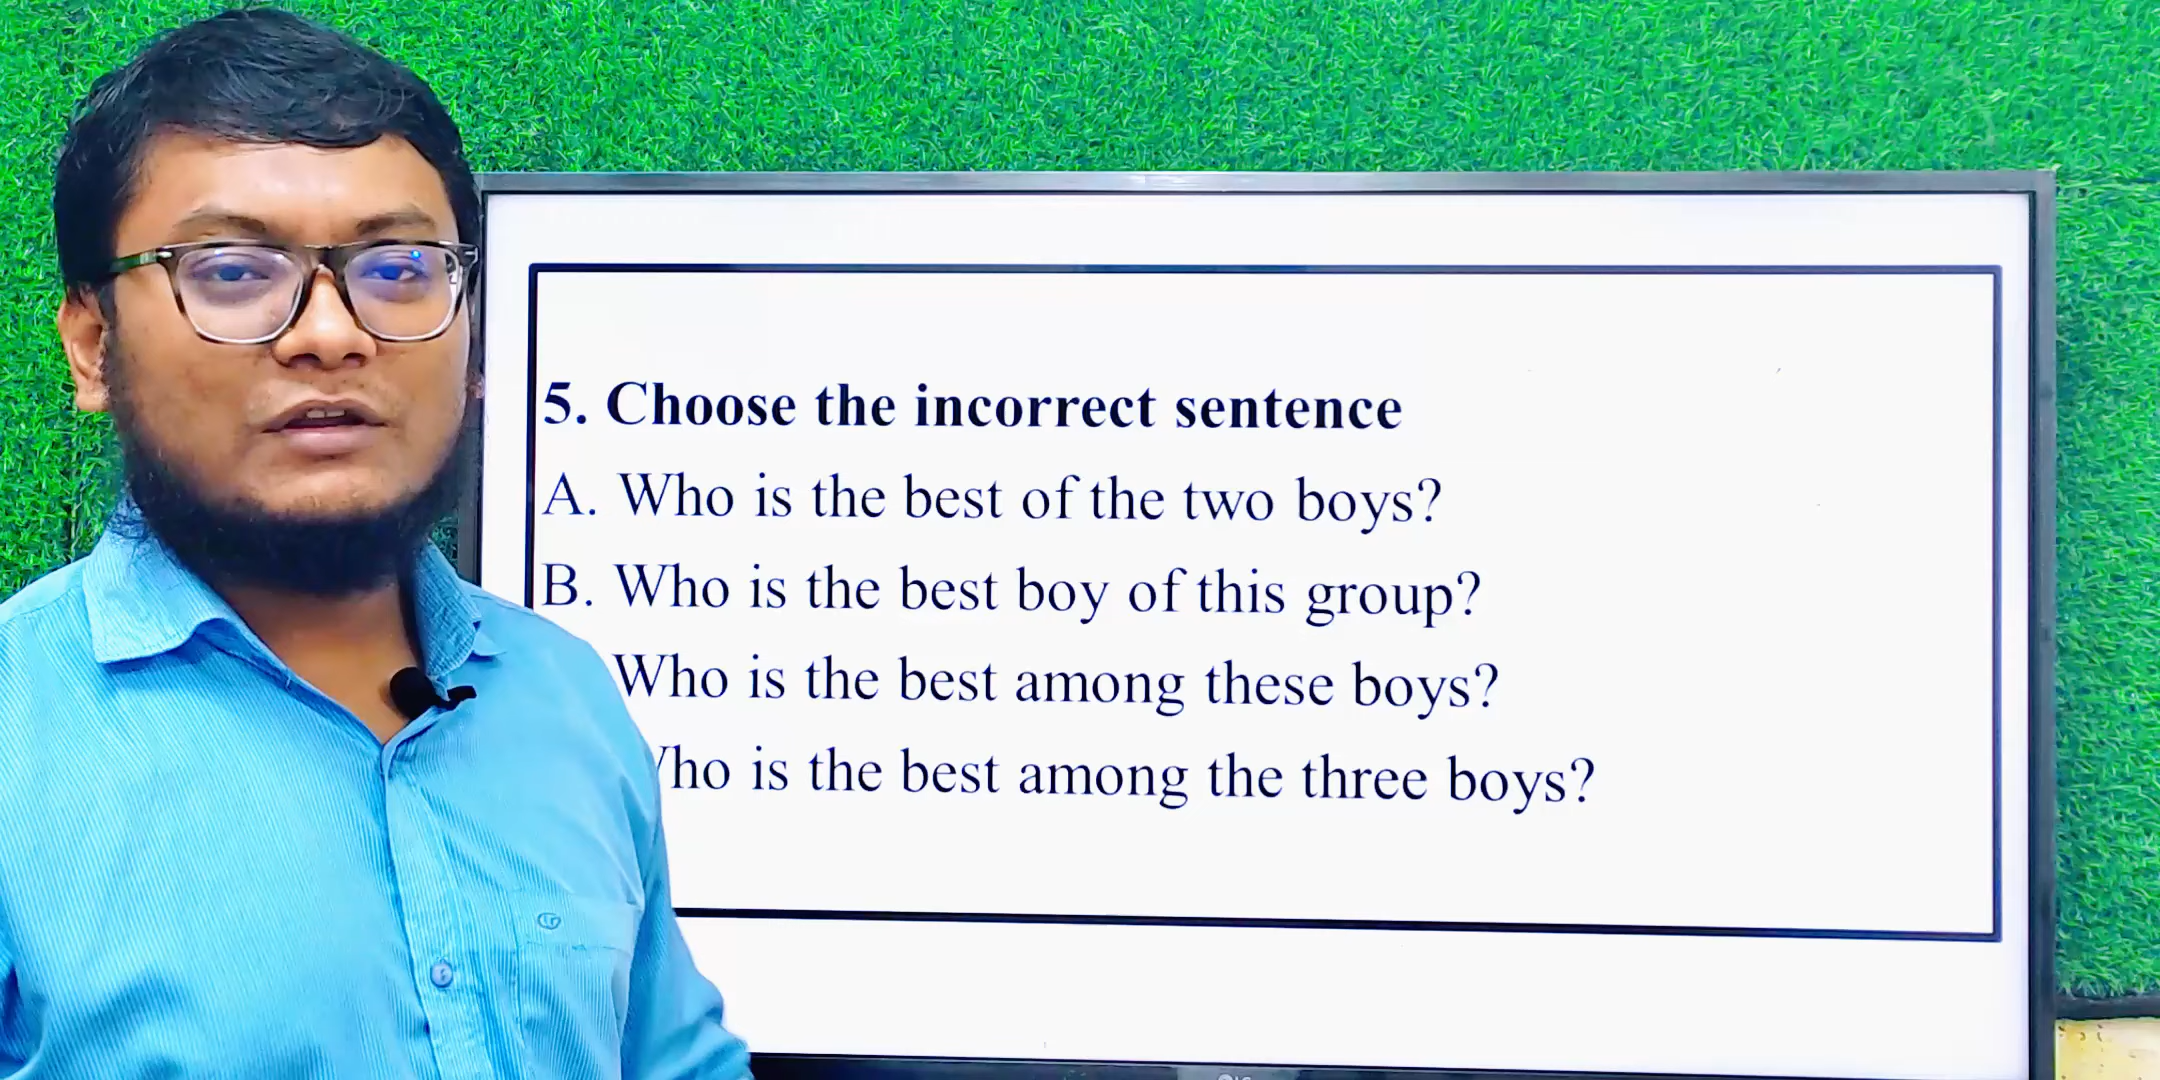 5. Choose the incorrect sentence
A. Who is the best of the two boys?
B. Who is the best boy of this group?
Who is the best among these boys?
is the best among the three boys?